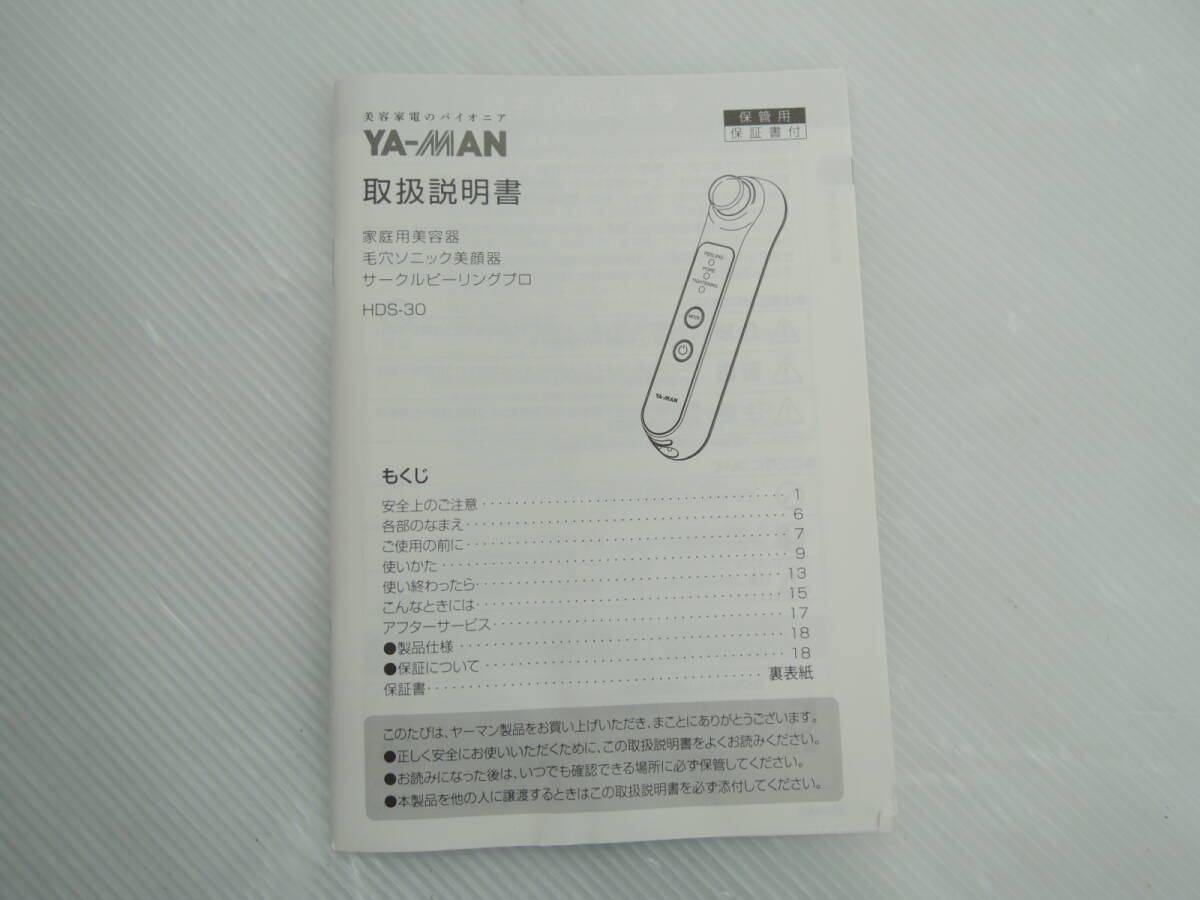 美容家電のパイオニア
YA-MAN
保管用
保証書付
取扱説明書
家庭用美容器
毛穴ソニック美顔器
サークルピーリングプロ
HDS-30
PEELING
PORE
TIGHTENING
MODE
YA-MAN
もくじ
安全上のご注意 1
各部のなまえ 6
ご使用の前に 7
使いかた 9
使い終わったら 13
こんなときには 15
アフターサービス 17
●製品仕様 18
●保証について 18
保証書 裏表紙
このたびは、ヤーマン製品をお買い上げいただき、まことにありがとうございます。
●正しく安全にお使いいただくために、この取扱説明書をよくお読みください。
●お読みになった後は、いつでも確認できる場所に必ず保管してください。
●本製品を他の人に譲渡するときはこの取扱説明書を必ず添付してください。